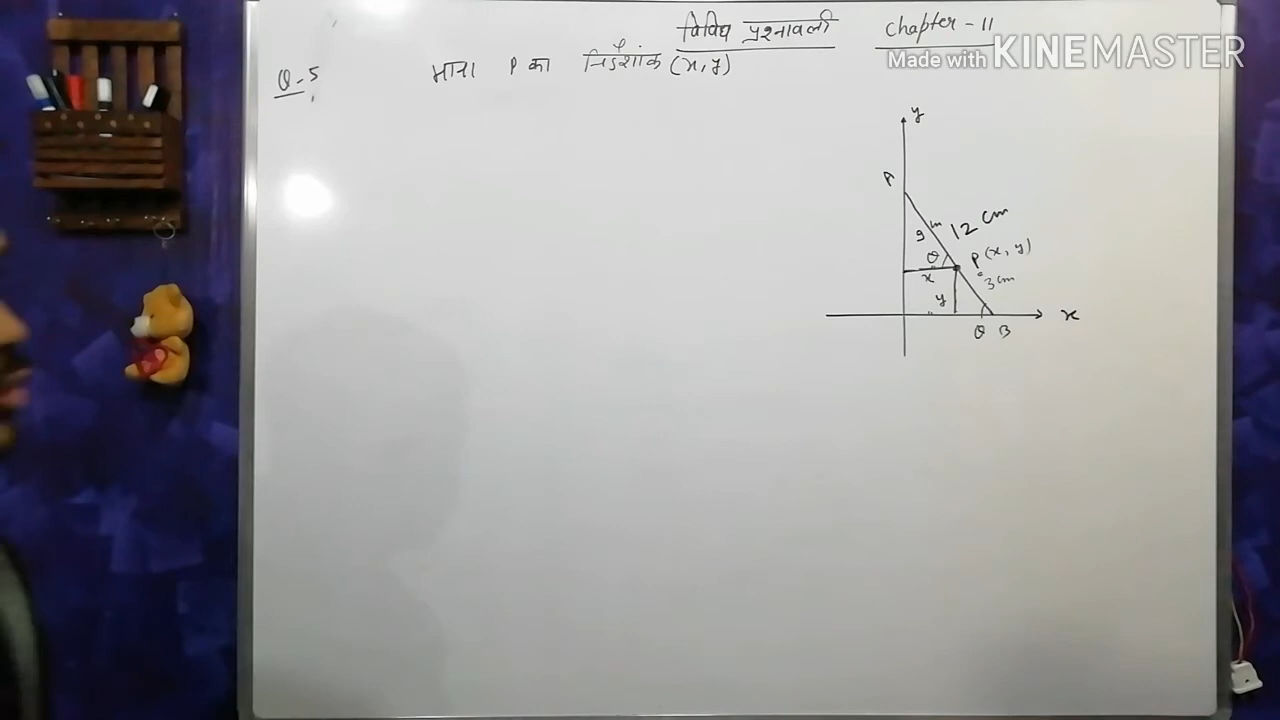 विविध प्रश्नावली Chapter - 11
Made with KINEMASTER
Q-5 माना P का निर्देशांक (x, y)
y
A
9 cm 12 cm
θ P (x, y)
x 3 cm
y
x
θ B